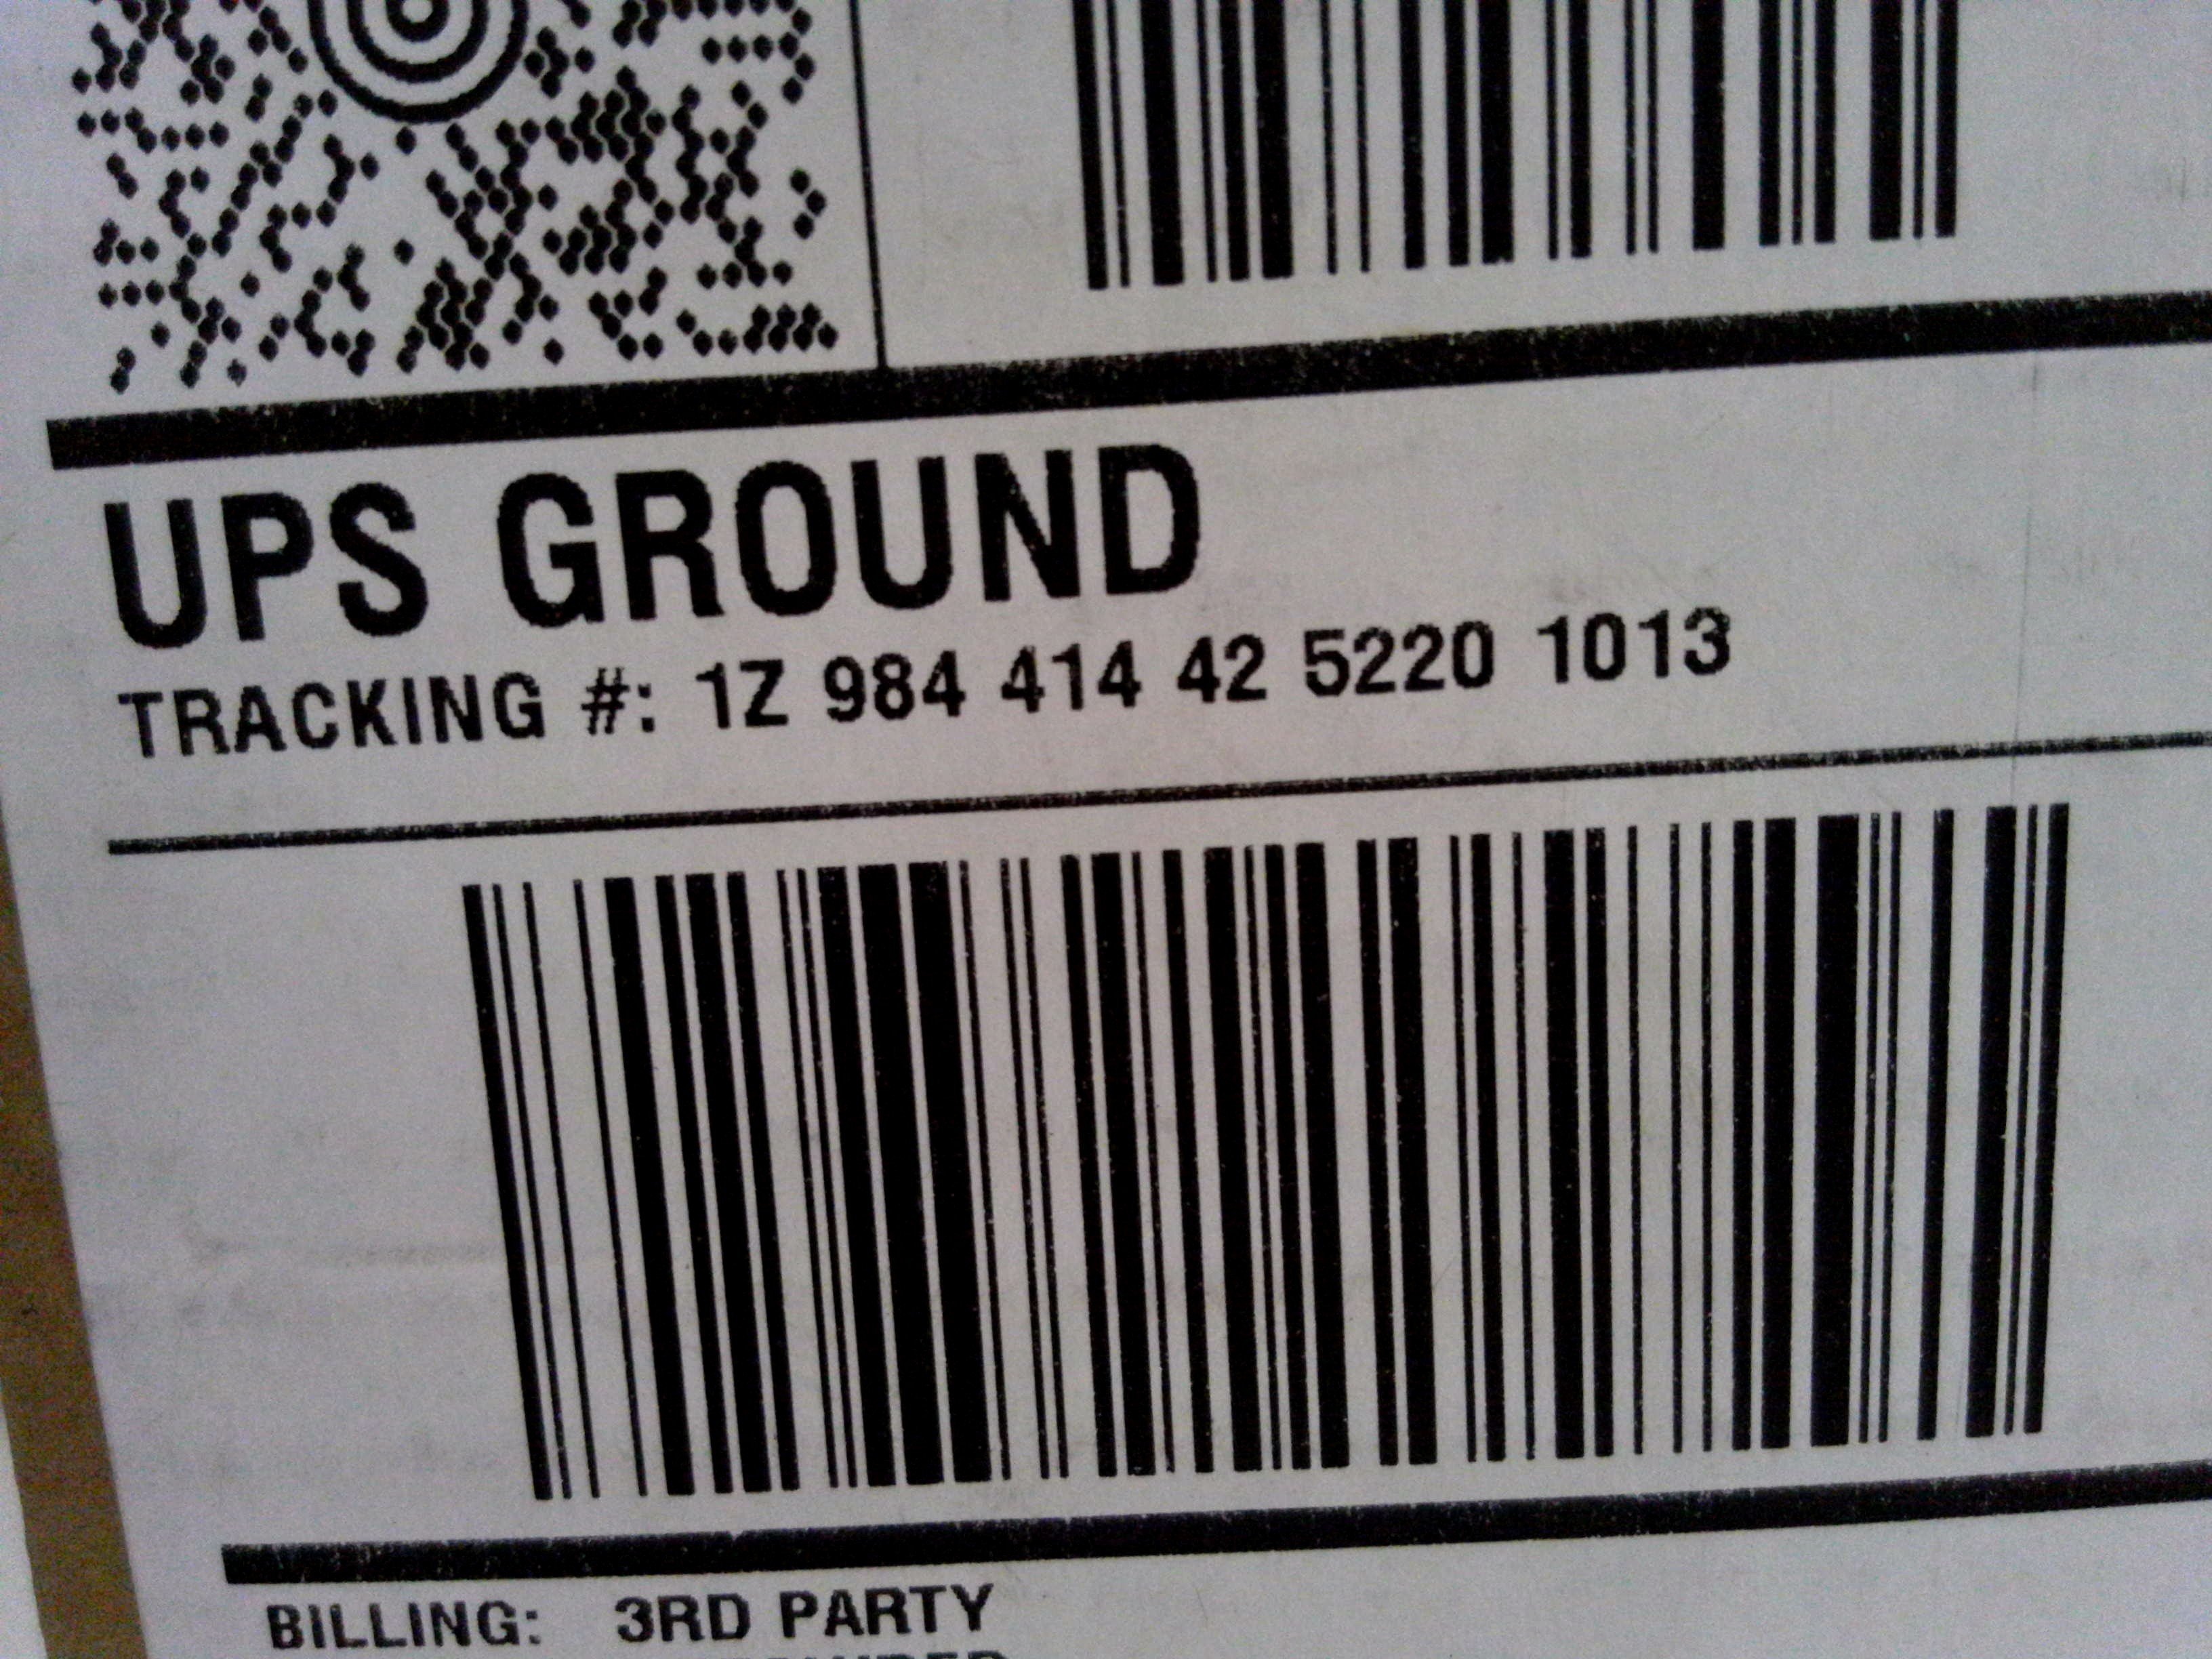 UPS GROUND
TRACKING #: 1Z 984 414 42 5220 1013
BILLING: 3RD PARTY